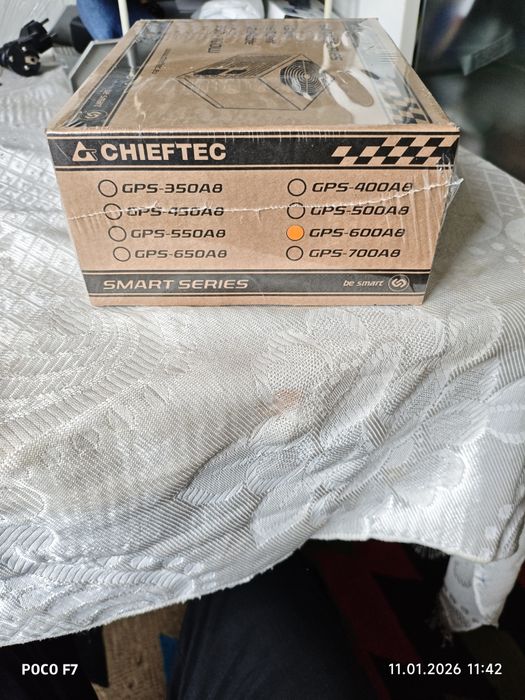 CHIEFTEC
GPS-350A8 GPS-400A8
GPS-450A8 GPS-500A8
GPS-550A8 GPS-600A8
GPS-650A8 GPS-700A8
SMART SERIES be smart
POCO F7 11.01.2026 11:42